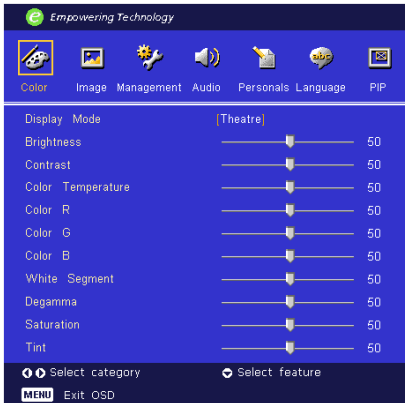 e Empowering Technology
Color Image Management Audio Personals Language PIP
abc
Display Mode [Theatre]
Brightness 50
Contrast 50
Color Temperature 50
Color R 50
Color G 50
Color B 50
White Segment 50
Degamma 50
Saturation 50
Tint 50
Select category Select feature
MENU Exit OSD